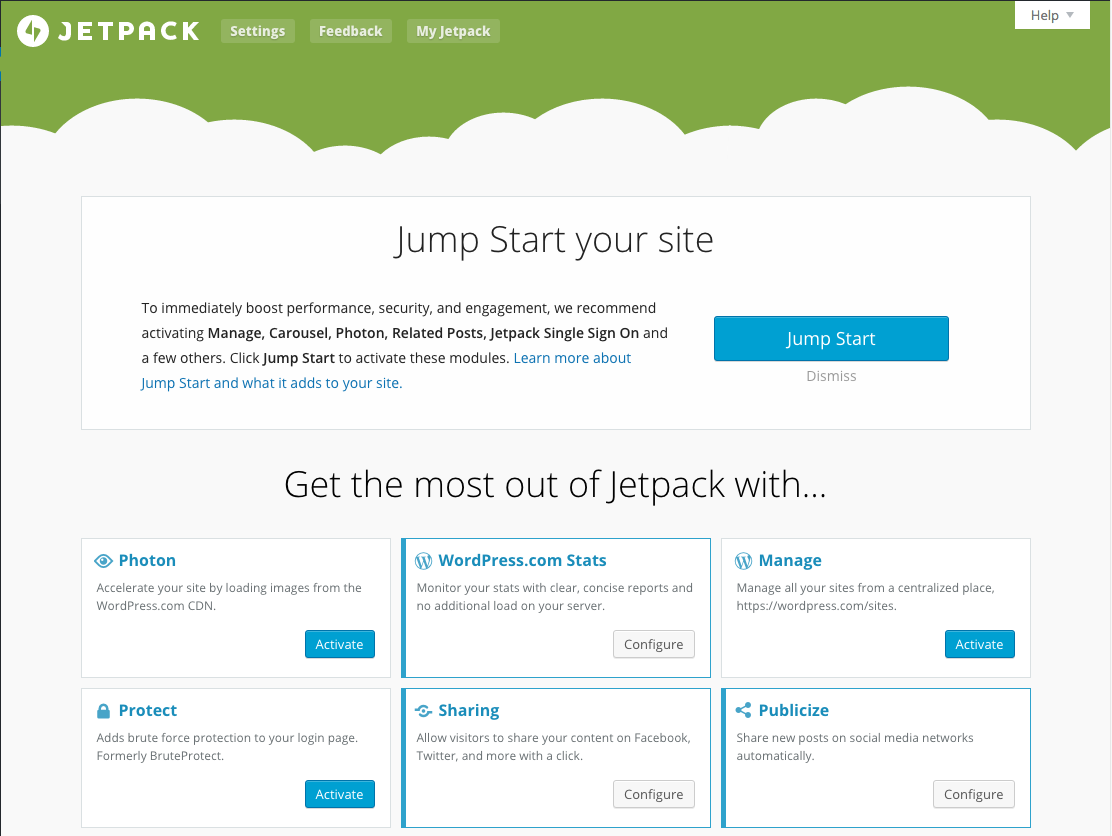 JETPACK Settings Feedback My Jetpack Help
Jump Start your site
To immediately boost performance, security, and engagement, we recommend
activating Manage, Carousel, Photon, Related Posts, Jetpack Single Sign On and
a few others. Click Jump Start to activate these modules. Learn more about
Jump Start and what it adds to your site.
Jump Start
Dismiss
Get the most out of Jetpack with...
Photon
Accelerate your site by loading images from the
WordPress.com CDN.
Activate
WordPress.com Stats
Monitor your stats with clear, concise reports and
no additional load on your server.
Configure
Manage
Manage all your sites from a centralized place,
https://wordpress.com/sites.
Activate
Protect
Adds brute force protection to your login page.
Formerly BruteProtect.
Activate
Sharing
Allow visitors to share your content on Facebook,
Twitter, and more with a click.
Configure
Publicize
Share new posts on social media networks
automatically.
Configure